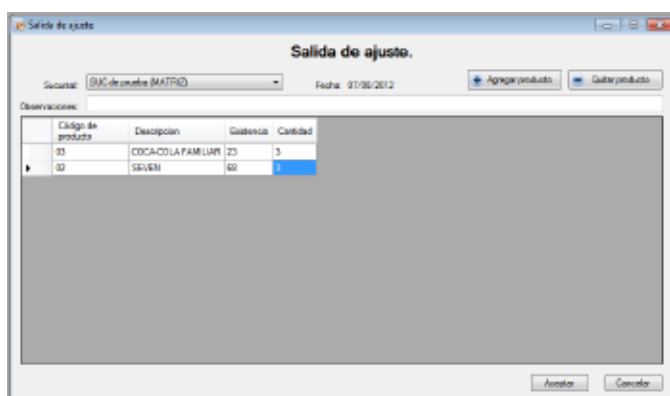 Salida de ajuste
Salida de ajuste.
Sucursal: SUC de prueba (MATRIZ) Fecha: 07/08/2012 Agregar producto Quitar producto
Observaciones:
Código de producto Descripcion Existencia Cantidad
03 COCA-COLA FAMILIAR 23 3
02 SEVEN 3
Aceptar Cancelar